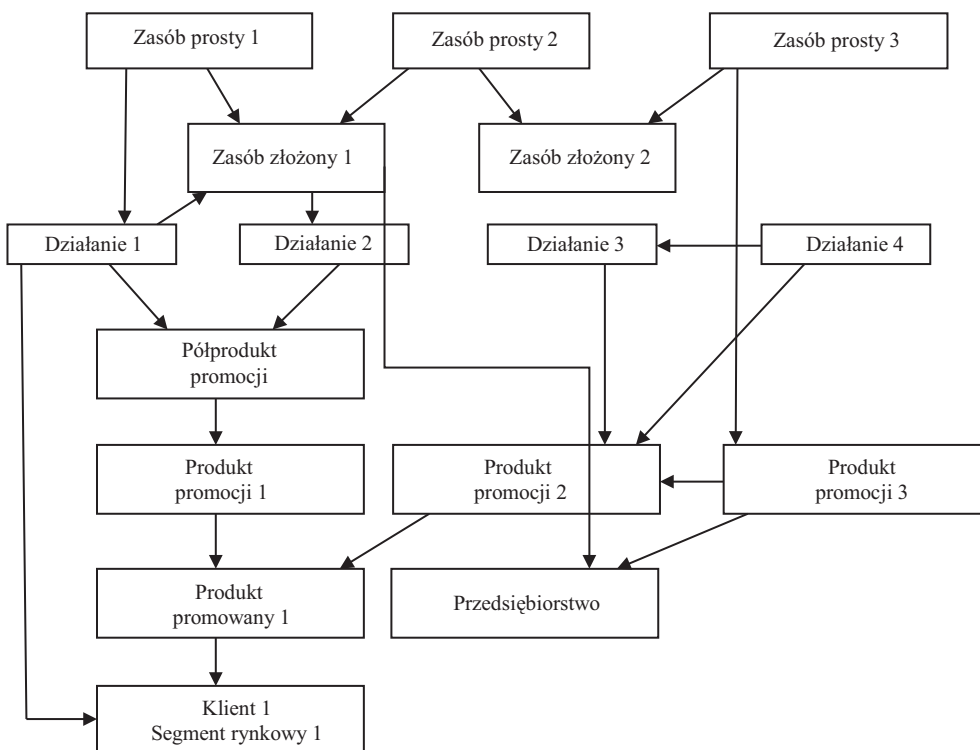 Zasób prosty 1
Zasób prosty 2
Zasób prosty 3
Zasób złożony 1
Zasób złożony 2
Działanie 1
Działanie 2
Działanie 3
Działanie 4
Półprodukt
promocji
Produkt
promocji 1
Produkt
promocji 2
Produkt
promocji 3
Produkt
promowany 1
Przedsiębiorstwo
Klient 1
Segment rynkowy 1